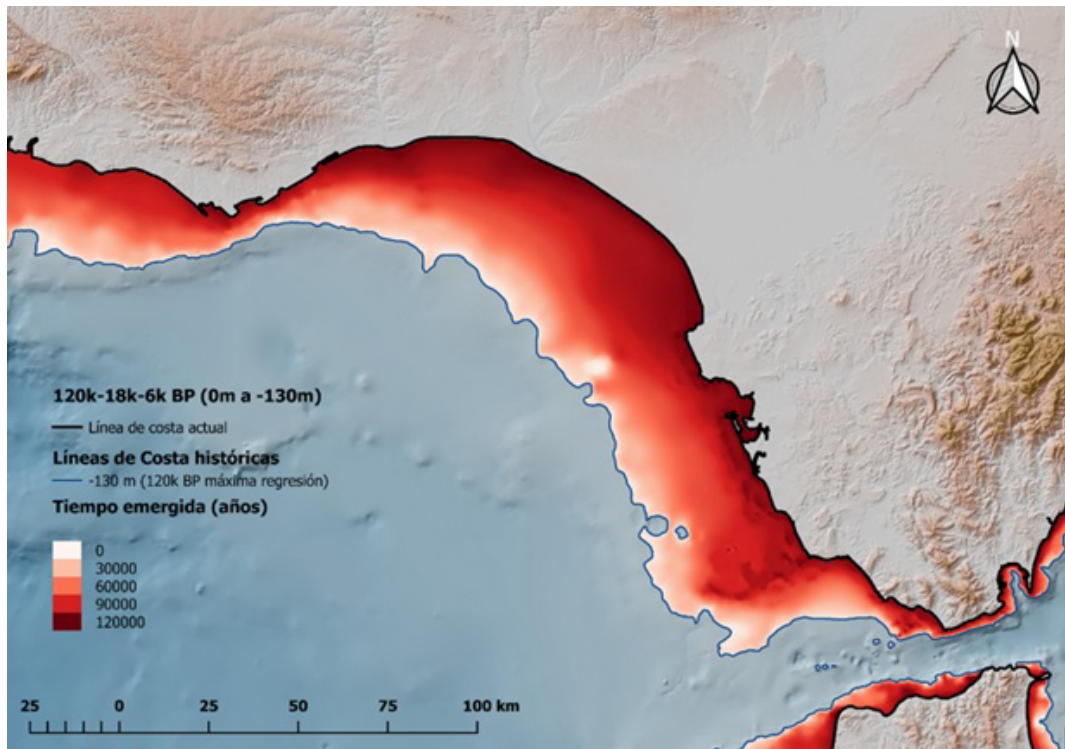 N
120k-18k-6k BP (0m a -130m)
Línea de costa actual
Líneas de Costa históricas
-130 m (120k BP máxima regresión)
Tiempo emergida (años)
0
30000
60000
90000
120000
25 0 25 50 75 100 km